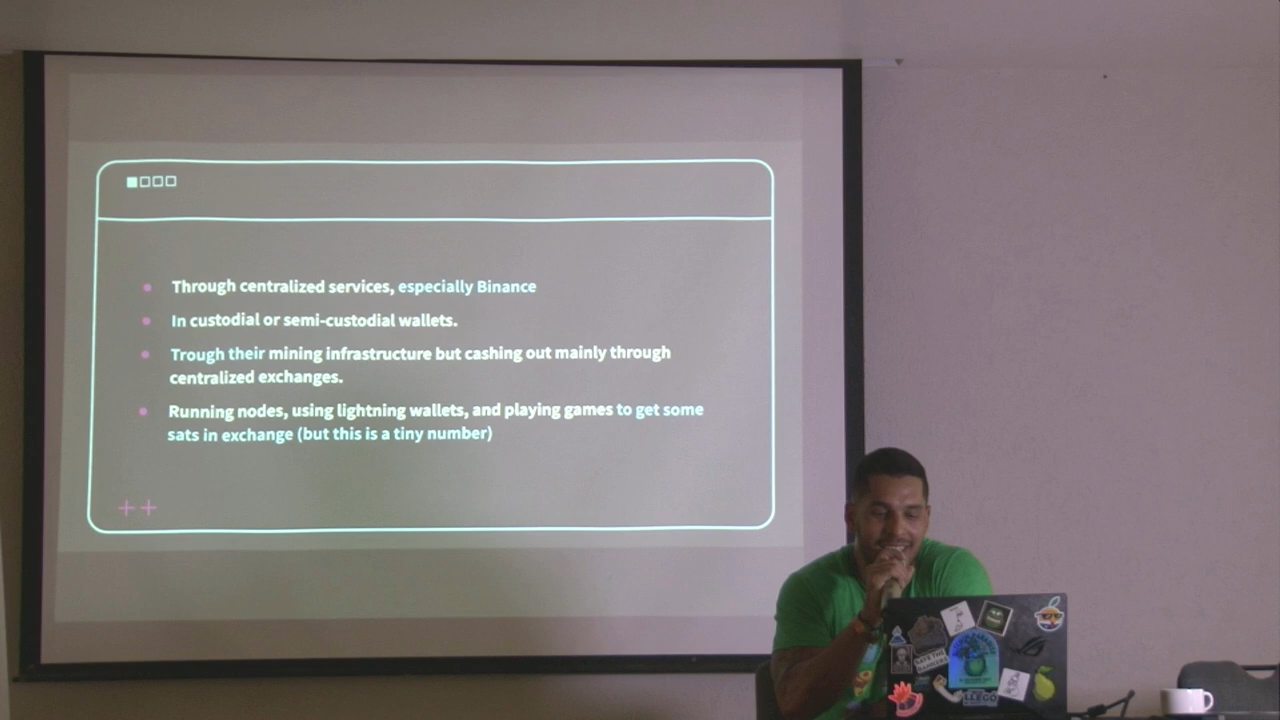 Through centralized services, especially Binance
In custodial or semi-custodial wallets.
Trough their mining infrastructure but cashing out mainly through
centralized exchanges.
Running nodes, using lightning wallets, and playing games to get some
sats in exchange (but this is a tiny number)